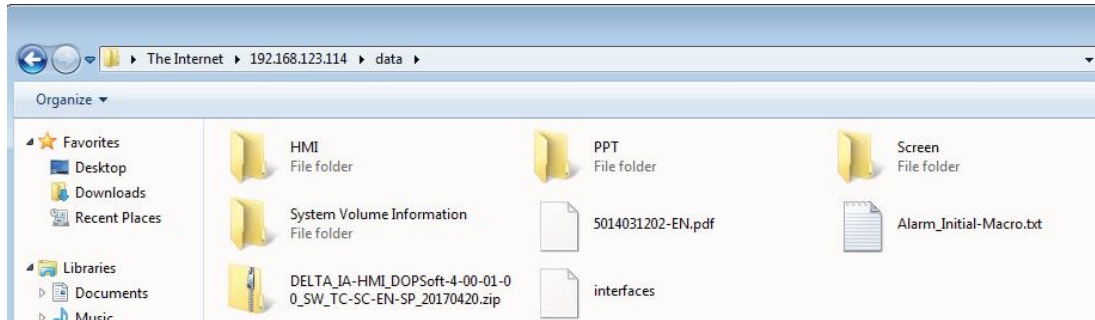 The Internet ▸ 192.168.123.114 ▸ data ▸
Organize
Favorites
Desktop
Downloads
Recent Places
Libraries
Documents
Music
HMI
File folder
PPT
File folder
Screen
File folder
System Volume Information
File folder
5014031202-EN.pdf
Alarm_Initial-Macro.txt
DELTA_IA-HMI_DOPSoft-4-00-01-0
0_SW_TC-SC-EN-SP_20170420.zip
interfaces